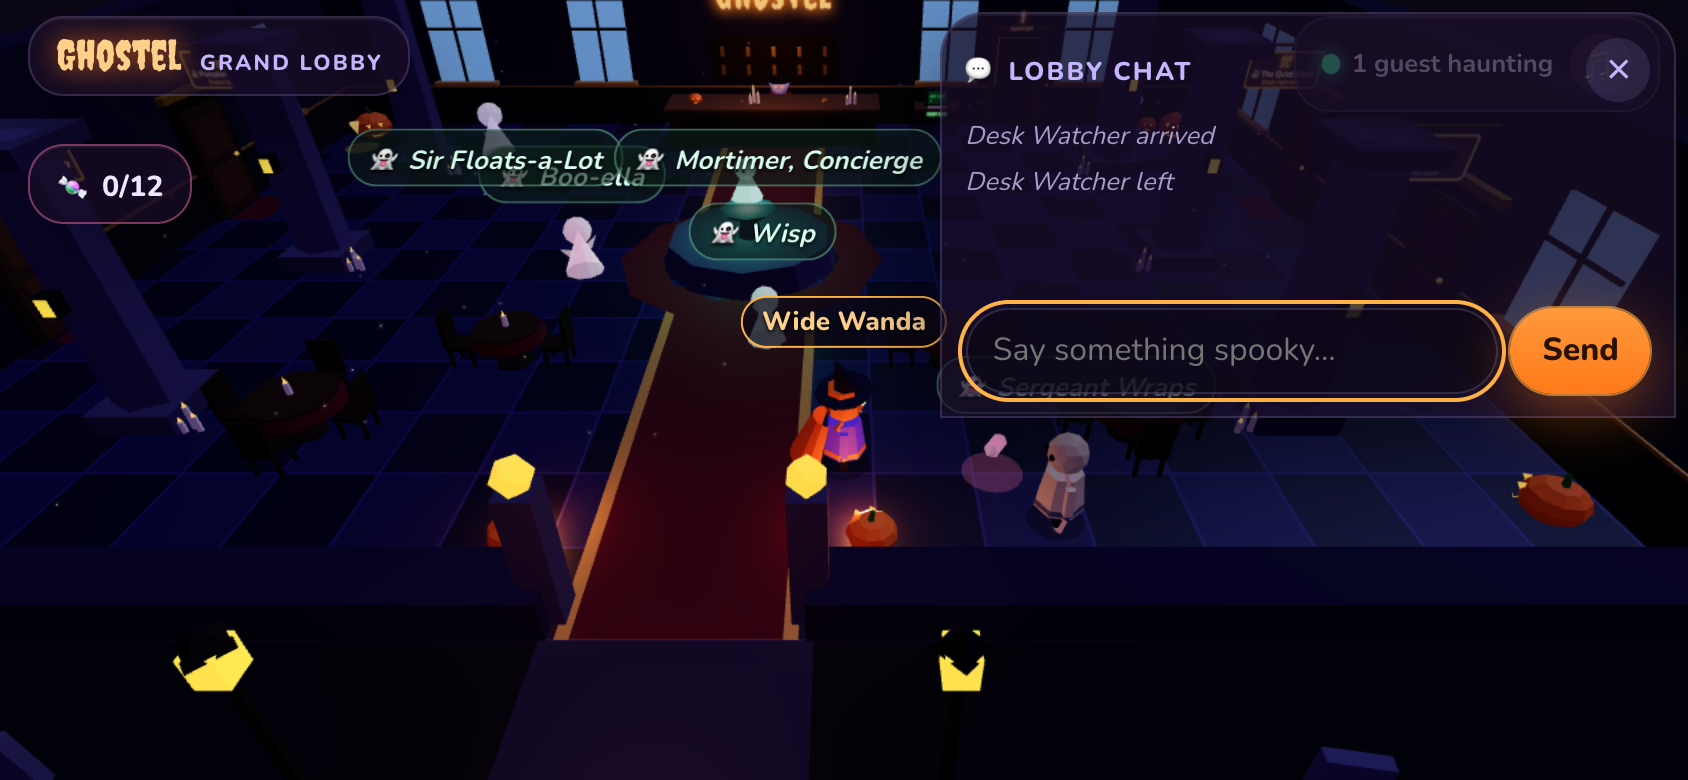 GHOSTEL
GHOSTEL GRAND LOBBY
1 guest haunting
LOBBY CHAT
Desk Watcher arrived
Desk Watcher left
0/12
Sir Floats-a-Lot
Mortimer, Concierge
Boo-ella
Wisp
Wide Wanda
Say something spooky...
Send
Sergeant Wraps